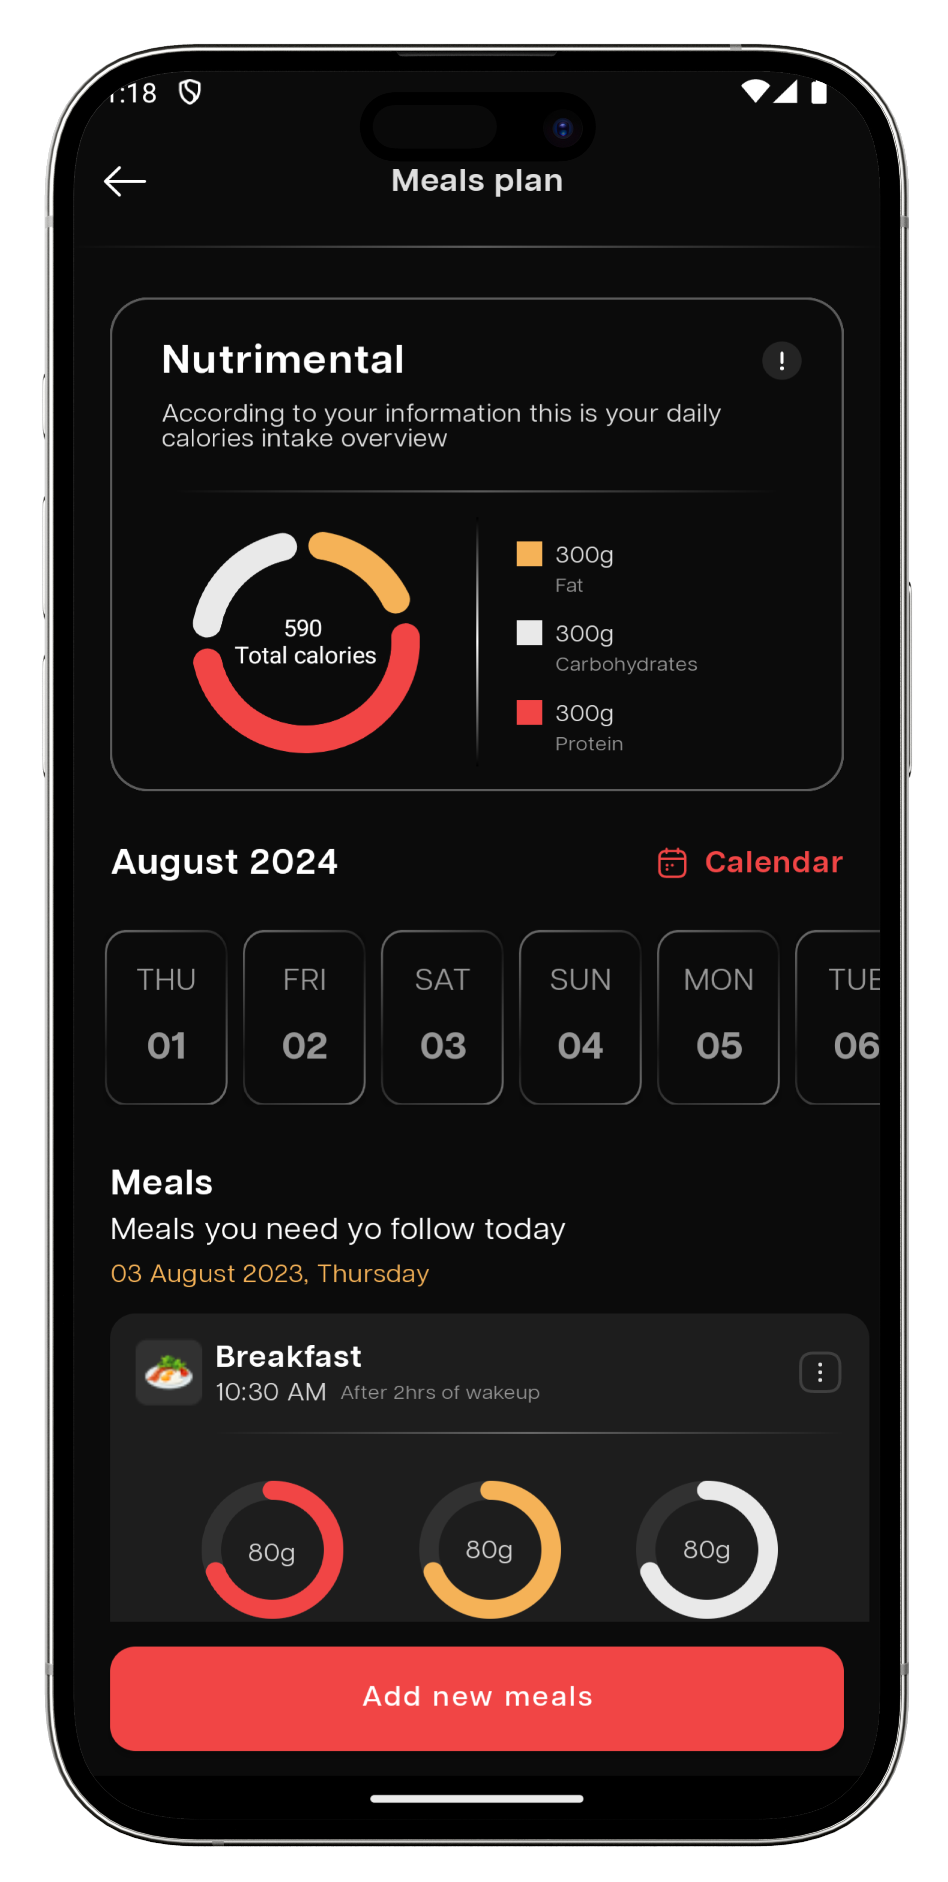 :18
Meals plan
Nutrimental
According to your information this is your daily
calories intake overview
590
Total calories
300g
Fat
300g
Carbohydrates
300g
Protein
August 2024
Calendar
THU FRI SAT SUN MON TUE
01 02 03 04 05 06
Meals
Meals you need yo follow today
03 August 2023, Thursday
Breakfast
10:30 AM After 2hrs of wakeup
80g 80g 80g
Add new meals